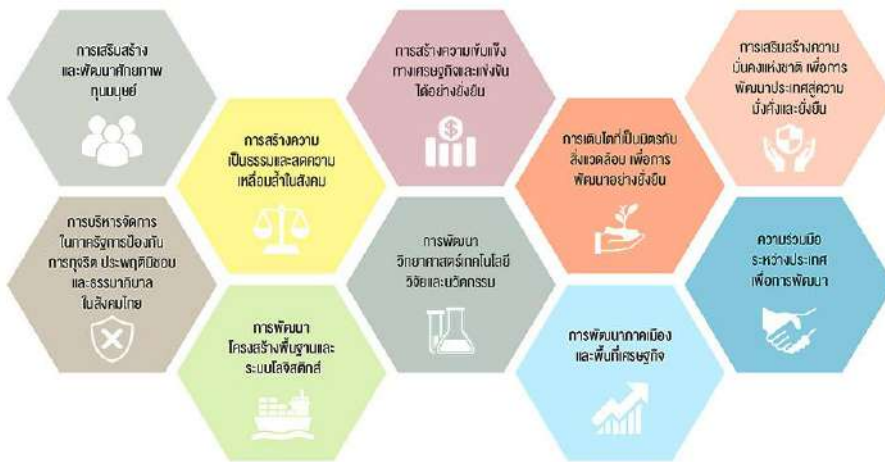 การเสริมสร้าง
และพัฒนาศักยภาพ
ทุนมนุษย์
การสร้างความ
เป็นธรรมและลดความ
เหลื่อมล้ำในสังคม
การสร้างความเข้มแข็ง
ทางเศรษฐกิจและแข่งขัน
ได้อย่างยั่งยืน
การเติบโตที่เป็นมิตรกับ
สิ่งแวดล้อม เพื่อการ
พัฒนาอย่างยั่งยืน
การเสริมสร้างความ
มั่นคงแห่งชาติ เพื่อการ
พัฒนาประเทศสู่ความ
มั่งคั่งและยั่งยืน
การบริหารจัดการ
ในภาครัฐการป้องกัน
การทุจริต ประพฤติมิชอบ
และธรรมาภิบาล
ในสังคมไทย
การพัฒนา
โครงสร้างพื้นฐานและ
ระบบโลจิสติกส์
การพัฒนา
วิทยาศาสตร์เทคโนโลยี
วิจัยและนวัตกรรม
การพัฒนาภาคเมือง
และพื้นที่เศรษฐกิจ
ความร่วมมือ
ระหว่างประเทศ
เพื่อการพัฒนา